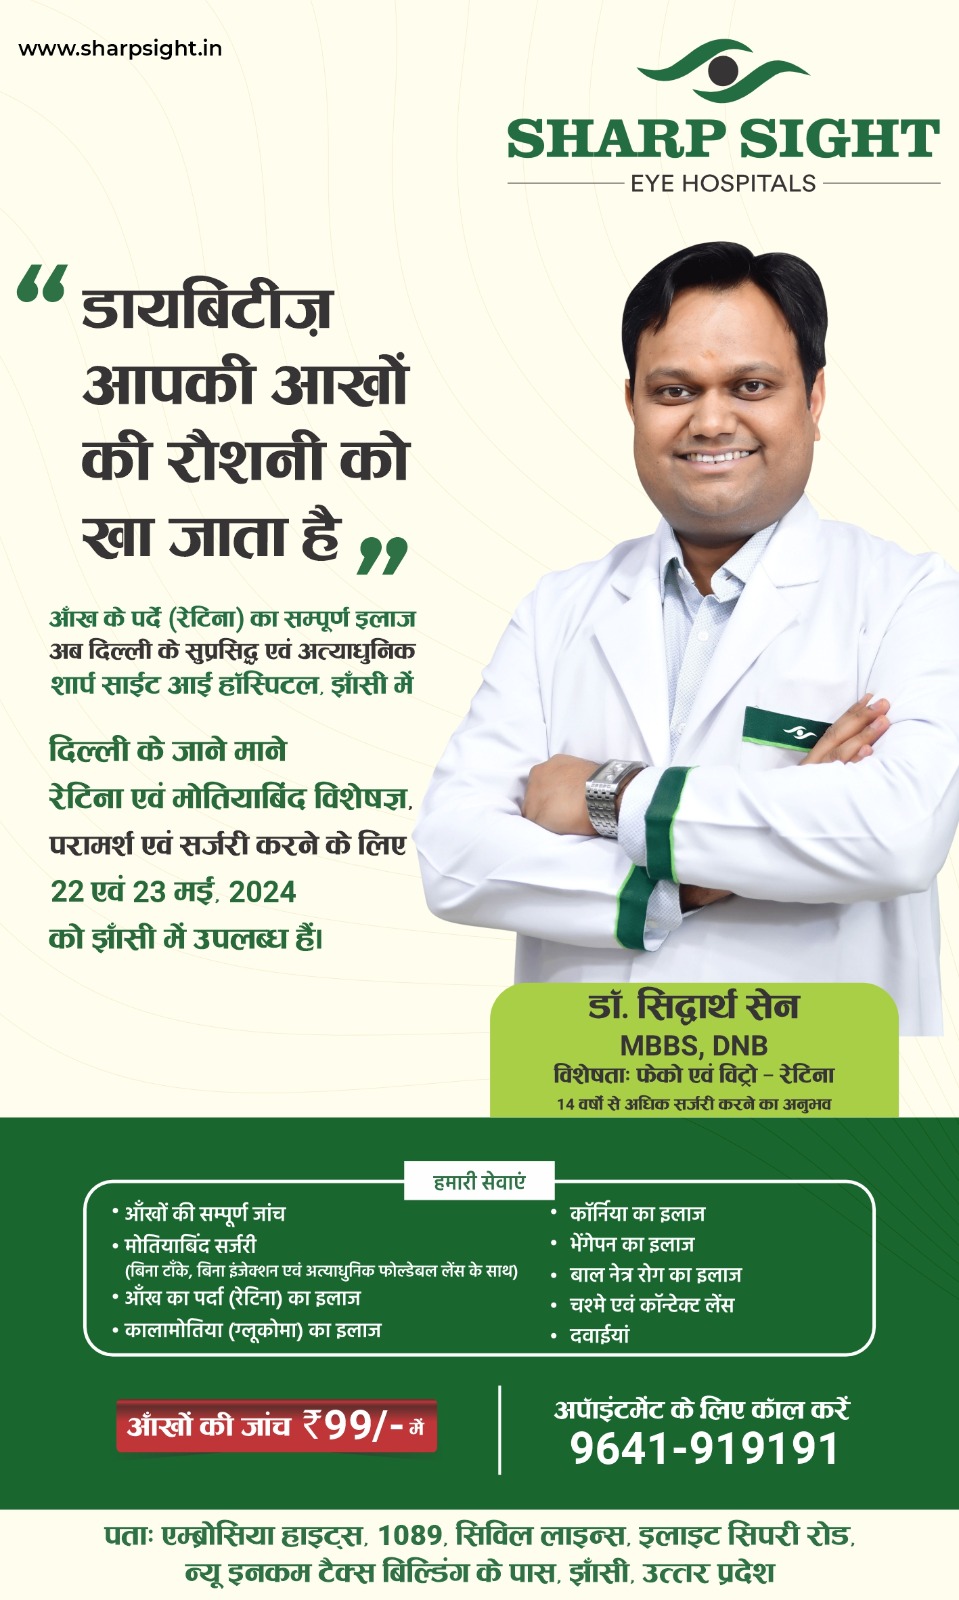 www.sharpsight.in
SHARP SIGHT
EYE HOSPITALS
“ डायबिटीज़
आपकी आखों
की रौशनी को
खा जाता है ”
आँख के पर्दे (रेटिना) का सम्पूर्ण इलाज
अब दिल्ली के सुप्रसिद्ध एवं अत्याधुनिक
शार्प साईट आई हॉस्पिटल, झाँसी में
दिल्ली के जाने माने
रेटिना एवं मोतियाबिंद विशेषज्ञ,
परामर्श एवं सर्जरी करने के लिए
22 एवं 23 मई, 2024
को झाँसी में उपलब्ध हैं।
डॉ. सिद्धार्थ सेन
MBBS, DNB
विशेषताः फेको एवं विट्रो - रेटिना
14 वर्षों से अधिक सर्जरी करने का अनुभव
हमारी सेवाएं
• आँखों की सम्पूर्ण जांच
• मोतियाबिंद सर्जरी
(बिना टाँके, बिना इंजेक्शन एवं अत्याधुनिक फोल्डेबल लेंस के साथ)
• आँख का पर्दा (रेटिना) का इलाज
• कालामोतिया (ग्लूकोमा) का इलाज
• कॉर्निया का इलाज
• भेंगेपन का इलाज
• बाल नेत्र रोग का इलाज
• चश्मे एवं कॉन्टेक्ट लेंस
• दवाईयां
आँखों की जांच ₹99/- में
अपॉइंटमेंट के लिए कॉल करें
9641-919191
पताः एम्ब्रोसिया हाइट्स, 1089, सिविल लाइन्स, इलाइट सिपरी रोड,
न्यू इनकम टैक्स बिल्डिंग के पास, झाँसी, उत्तर प्रदेश